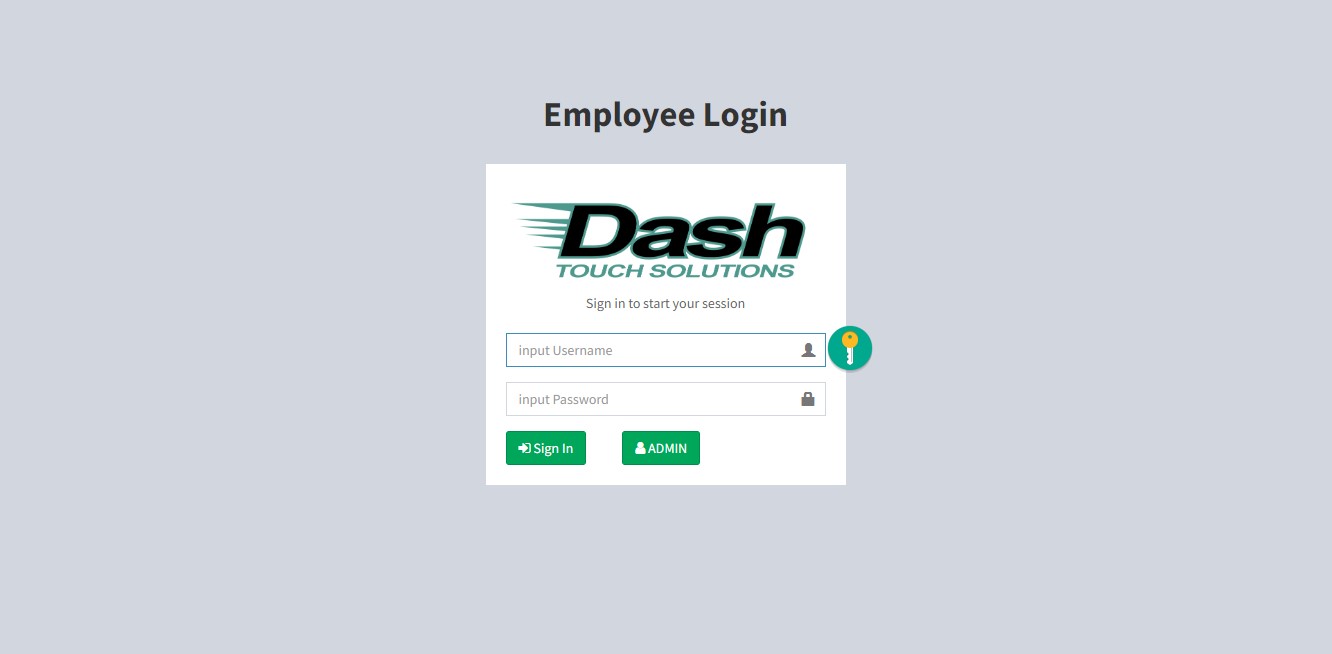 Employee Login
Dash
TOUCH SOLUTIONS
Sign in to start your session
input Username
input Password
Sign In
ADMIN